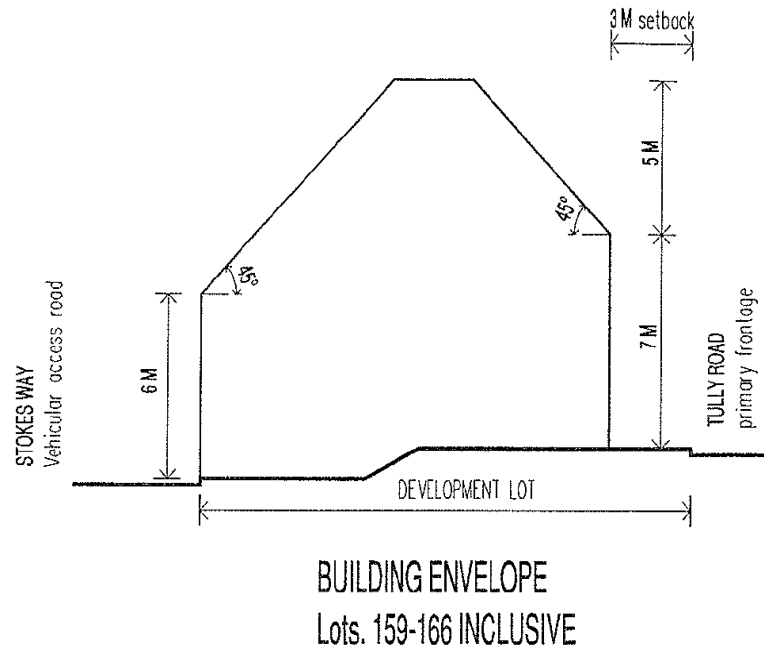 3 M setback
5 M
45°
45°
7 M
6 M
STOKES WAY
Vehicular access road
TULLY ROAD
primary frontage
DEVELOPMENT LOT
BUILDING ENVELOPE
Lots. 159-166 INCLUSIVE